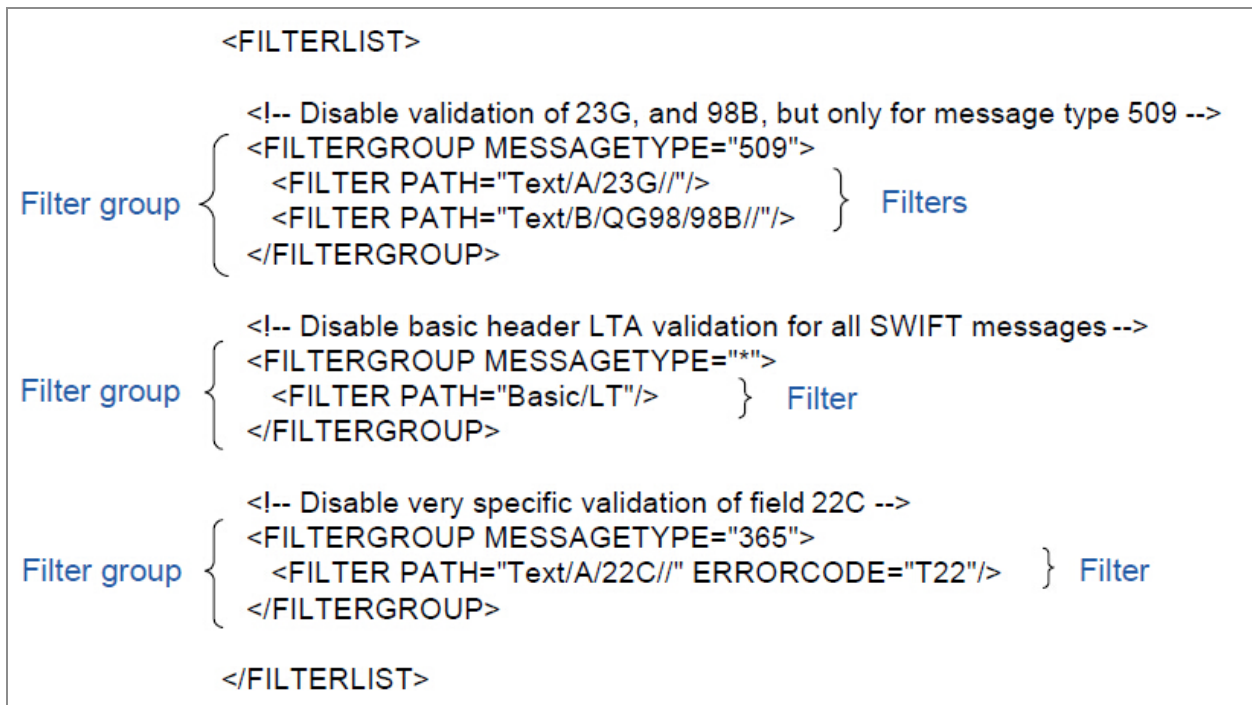 <FILTERLIST>
<!-- Disable validation of 23G, and 98B, but only for message type 509 -->
<FILTERGROUP MESSAGETYPE="509">
<FILTER PATH="Text/A/23G//"/>
Filter group
Filters
<FILTER PATH="Text/B/QG98/98B//"/>
</FILTERGROUP>
<!-- Disable basic header LTA validation for all SWIFT messages -->
<FILTERGROUP MESSAGETYPE="*">
Filter group
<FILTER PATH="Basic/LT"/>
Filter
</FILTERGROUP>
<!-- Disable very specific validation of field 22C -->
<FILTERGROUP MESSAGETYPE="365">
Filter group
<FILTER PATH="Text/A/22C//" ERRORCODE="T22"/>
Filter
</FILTERGROUP>
</FILTERLIST>